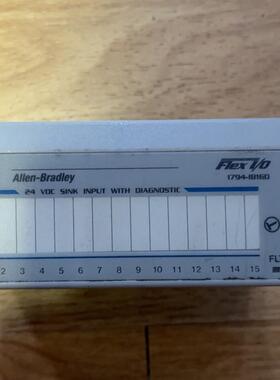 Allen-Bradley
Flex I/O
1794-IB16D
24 VDC SINK INPUT WITH DIAGNOSTIC
2 3 4 5 6 7 8 9 10 11 12 13 14 15